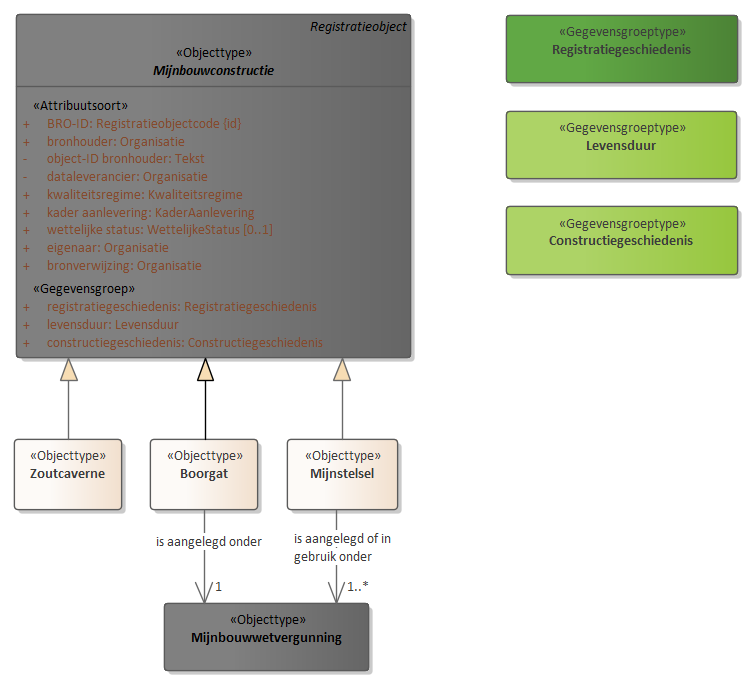 Registratieobject
«Objecttype»
Mijnbouwconstructie
«Attribuutsoort»
+ BRO-ID: Registratieobjectcode {id}
+ bronhouder: Organisatie
- object-ID bronhouder: Tekst
- dataleverancier: Organisatie
+ kwaliteitsregime: Kwaliteitsregime
+ kader aanlevering: KaderAanlevering
+ wettelijke status: WettelijkeStatus [0..1]
+ eigenaar: Organisatie
+ bronverwijzing: Organisatie
«Gegevensgroep»
+ registratiegeschiedenis: Registratiegeschiedenis
+ levensduur: Levensduur
+ constructiegeschiedenis: Constructiegeschiedenis
«Gegevensgroeptype»
Registratiegeschiedenis
«Gegevensgroeptype»
Levensduur
«Gegevensgroeptype»
Constructiegeschiedenis
«Objecttype»
Zoutcaverne
«Objecttype»
Boorgat
«Objecttype»
Mijnstelsel
is aangelegd onder
is aangelegd of in
gebruik onder
1
1..*
«Objecttype»
Mijnbouwwetvergunning